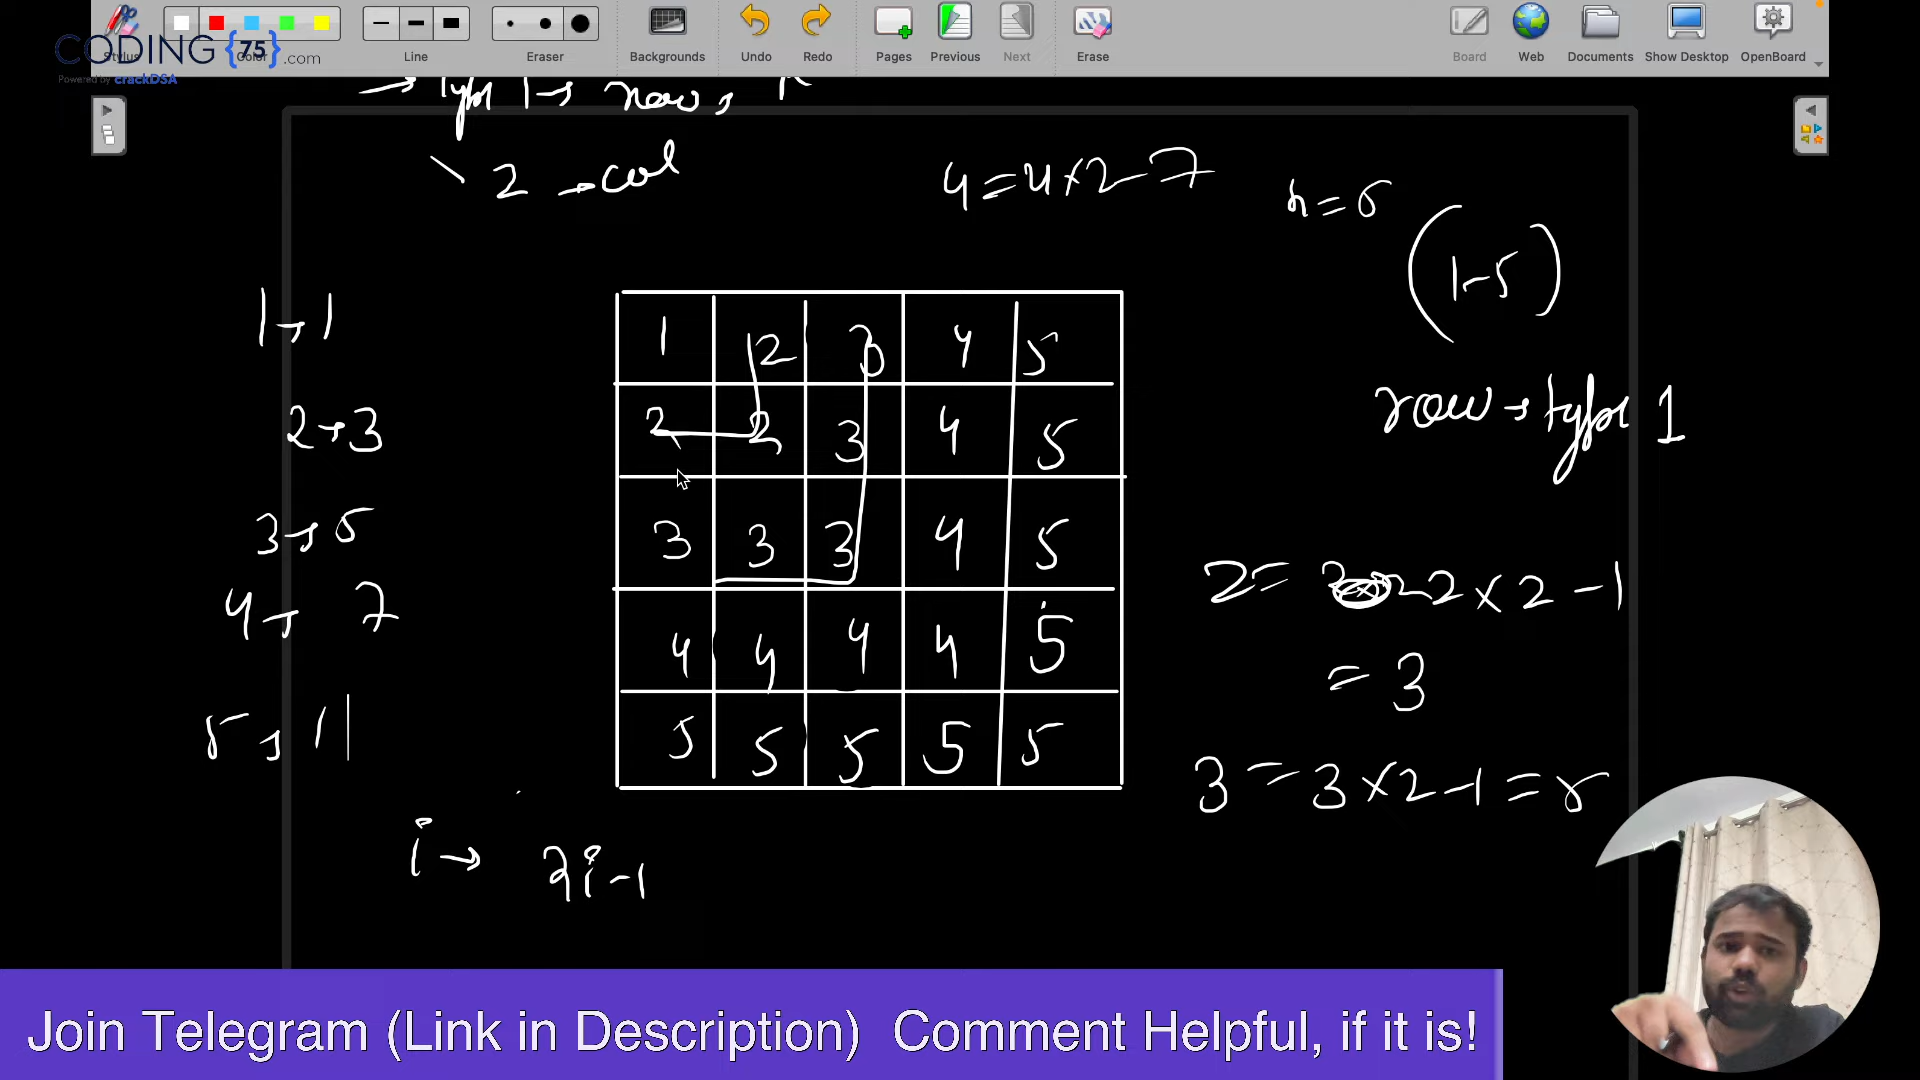 Stylus
Color
Line
Eraser
Backgrounds
Undo
Redo
Pages
Previous
Next
Erase
Board
Web
Documents
Show Desktop
OpenBoard
CODING {75} .com
Powered by crackDSA
→ type 1 → row,
2 → col
4 = 4 × 2 - 7
n = 5
(1-5)
row → type 1
1 → 1
2 → 3
3 → 5
4 → 7
5 → 11
1 2 3 4 5
2 2 3 4 5
3 3 3 4 5
4 4 4 4 5
5 5 5 5 5
2 = 2 × 2 - 1
= 3
3 = 3 × 2 - 1 = 5
i → 2i - 1
Join Telegram (Link in Description) Comment Helpful, if it is!